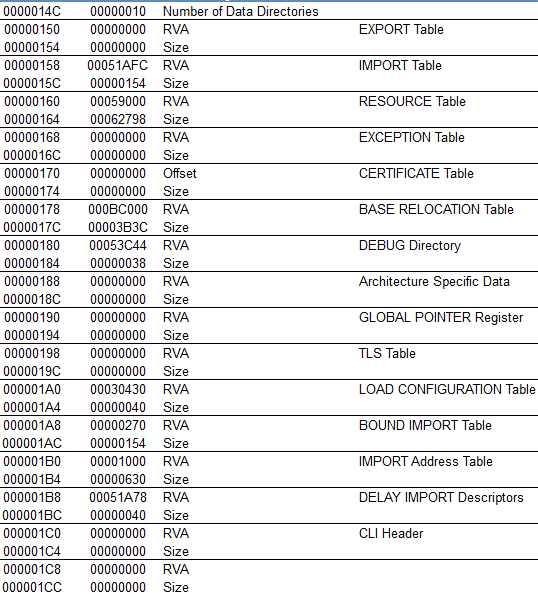 0000014C 00000010 Number of Data Directories
00000150 00000000 RVA EXPORT Table
00000154 00000000 Size
00000158 00051AFC RVA IMPORT Table
0000015C 00000154 Size
00000160 00059000 RVA RESOURCE Table
00000164 00062798 Size
00000168 00000000 RVA EXCEPTION Table
0000016C 00000000 Size
00000170 00000000 Offset CERTIFICATE Table
00000174 00000000 Size
00000178 000BC000 RVA BASE RELOCATION Table
0000017C 00003B3C Size
00000180 00053C44 RVA DEBUG Directory
00000184 00000038 Size
00000188 00000000 RVA Architecture Specific Data
0000018C 00000000 Size
00000190 00000000 RVA GLOBAL POINTER Register
00000194 00000000 Size
00000198 00000000 RVA TLS Table
0000019C 00000000 Size
000001A0 00030430 RVA LOAD CONFIGURATION Table
000001A4 00000040 Size
000001A8 00000270 RVA BOUND IMPORT Table
000001AC 00000154 Size
000001B0 00001000 RVA IMPORT Address Table
000001B4 00000630 Size
000001B8 00051A78 RVA DELAY IMPORT Descriptors
000001BC 00000040 Size
000001C0 00000000 RVA CLI Header
000001C4 00000000 Size
000001C8 00000000 RVA
000001CC 00000000 Size